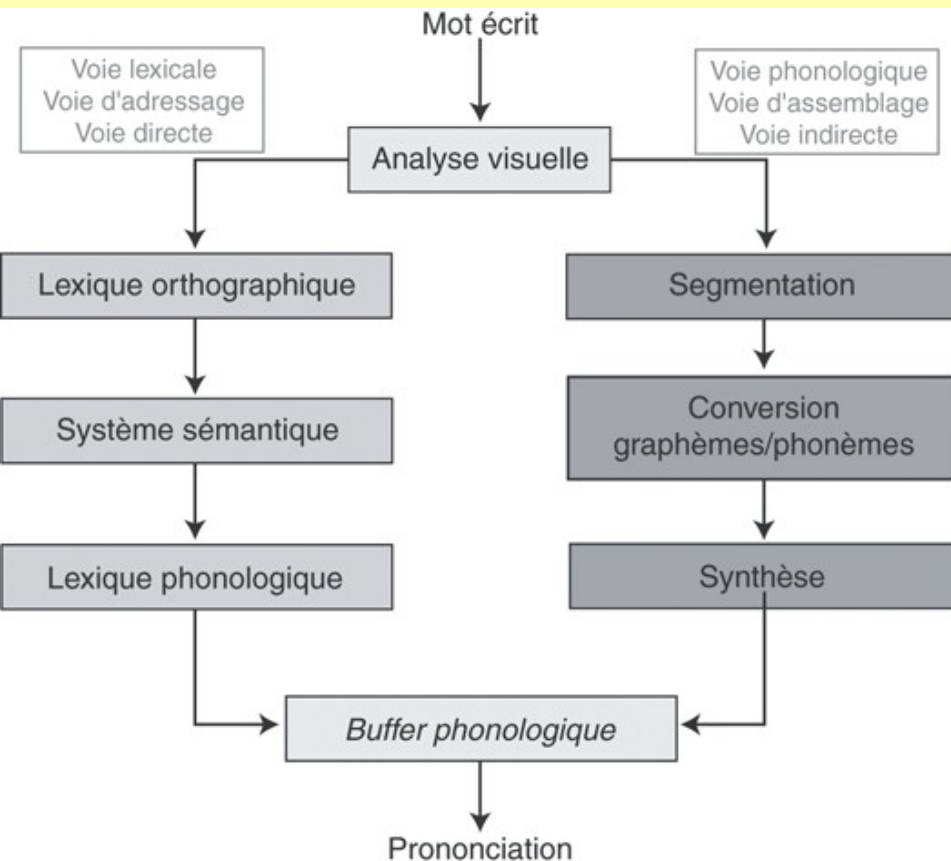 Mot écrit
Voie lexicale
Voie d'adressage
Voie directe
Voie phonologique
Voie d'assemblage
Voie indirecte
Analyse visuelle
Lexique orthographique
Segmentation
Système sémantique
Conversion
graphèmes/phonèmes
Lexique phonologique
Synthèse
Buffer phonologique
Prononciation